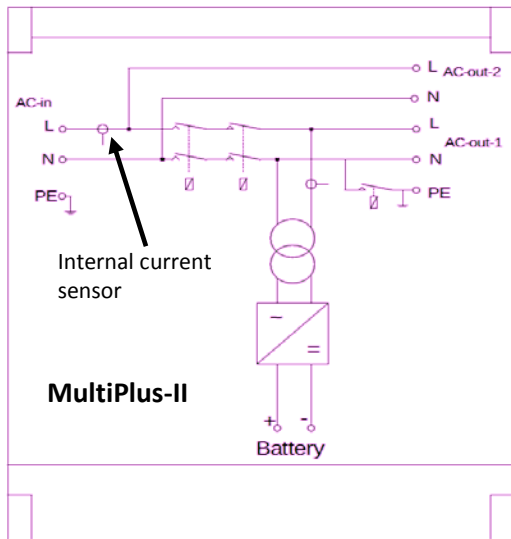 L AC-out-2
AC-in
N
L
L
AC-out-1
N
N
PE
PE
Internal current
sensor
~
=
MultiPlus-II
+ -
Battery